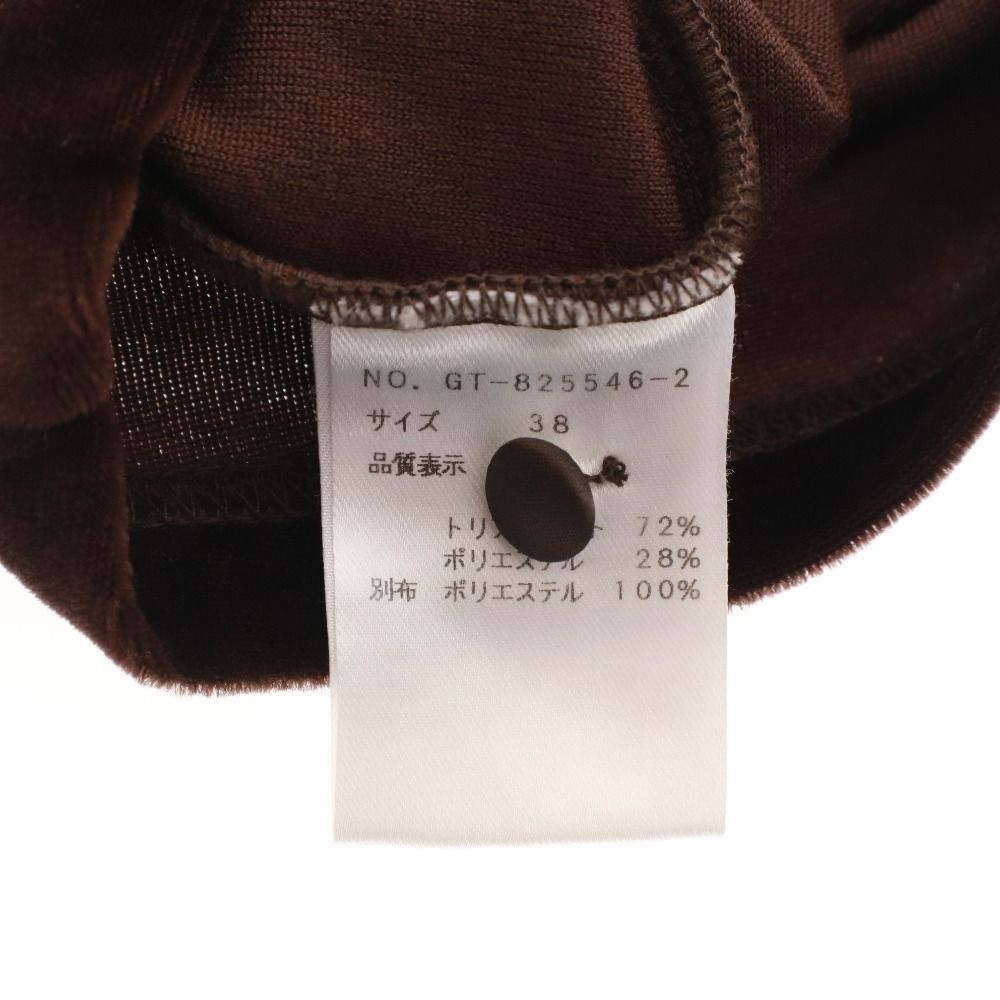 NO. GT-825546-2
サイズ 38
品質表示
72%
ポリエステル 28%
別布 ポリエステル 100%